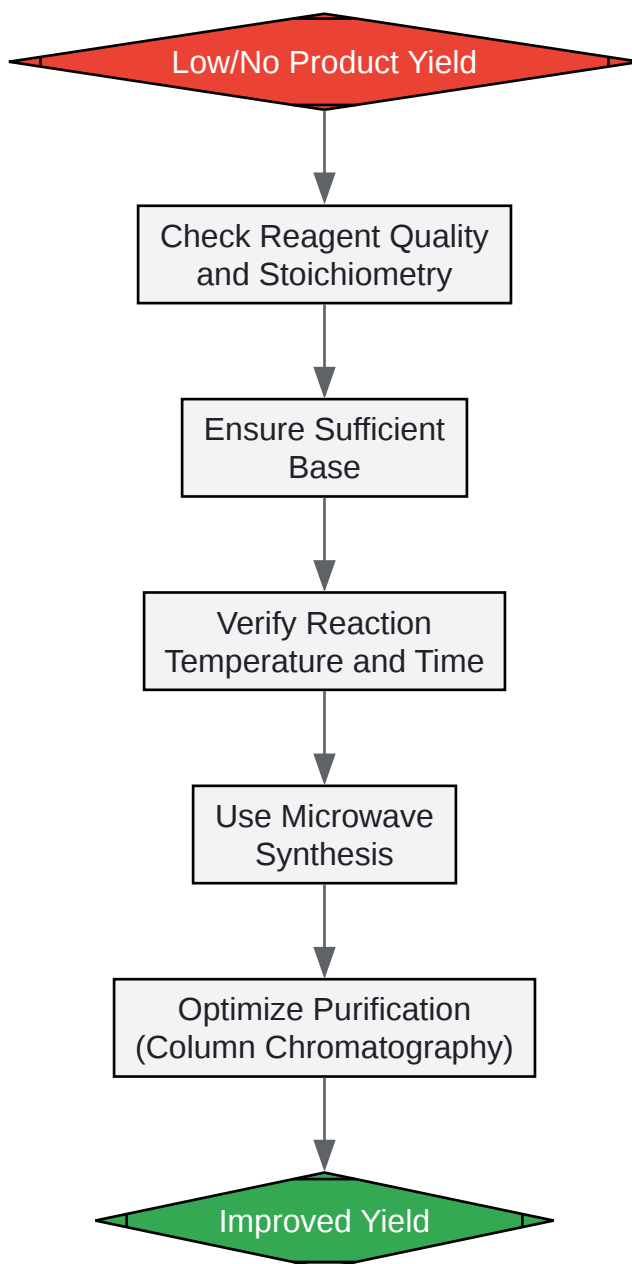 Low/No Product Yield
Check Reagent Quality
and Stoichiometry
Ensure Sufficient
Base
Verify Reaction
Temperature and Time
Use Microwave
Synthesis
Optimize Purification
(Column Chromatography)
Improved Yield